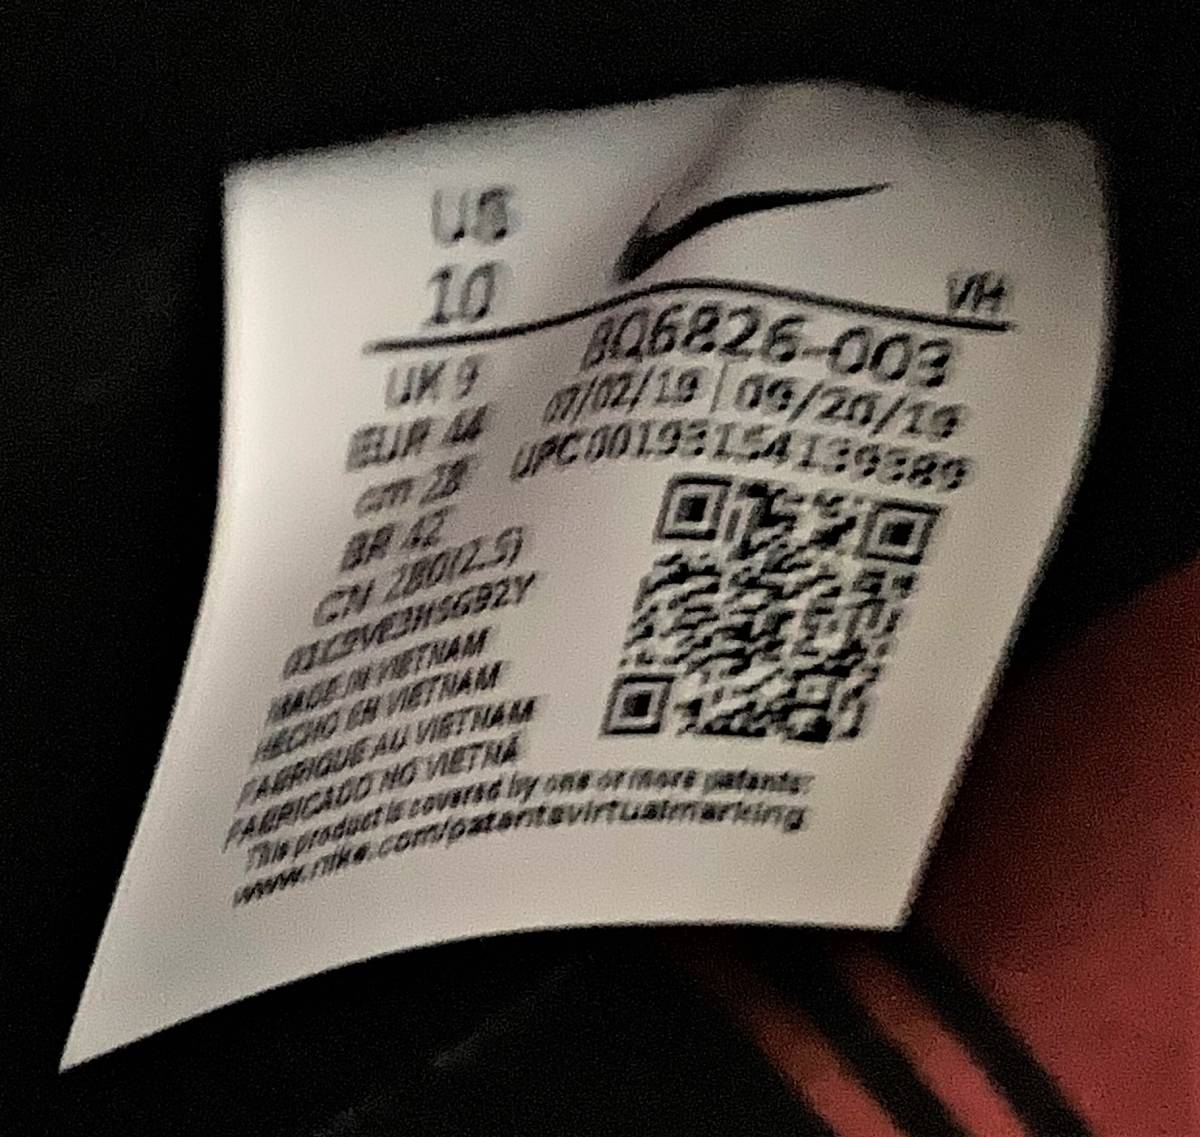 US
10
VH
BQ6826-003
07/02/19 | 09/20/19
UPC00193154139389
UK 9
EUR 44
cm 28
BR 42
CN 280(2.5)
MADE IN VIETNAM
HECHO EN VIETNAM
FABRIQUE AU VIETNAM
FABRICADO NO VIETNÃ
This product is covered by one or more patents:
www.nike.com/patentsvirtualmarking